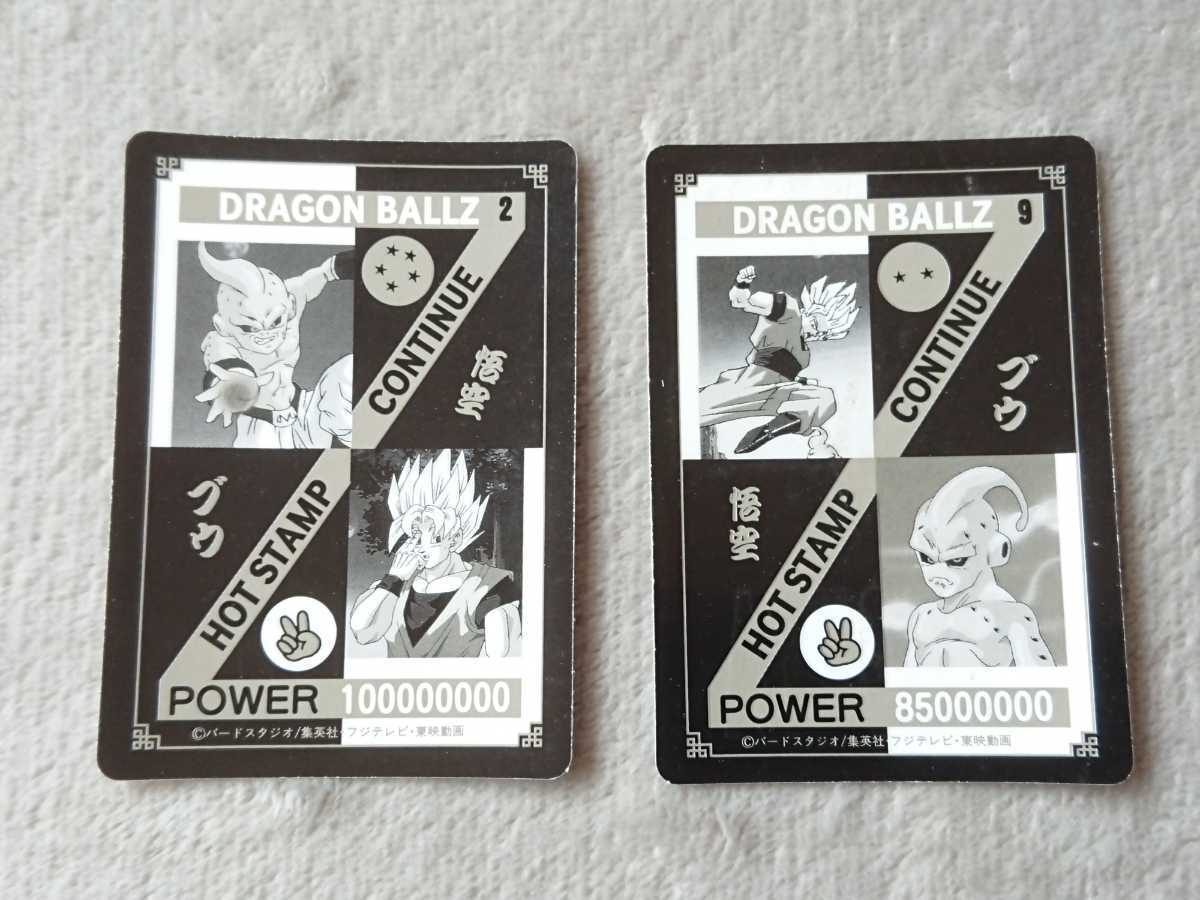 DRAGON BALLZ 2
CONTINUE
悟空
ブウ
HOT STAMP
POWER 100000000
©バードスタジオ/集英社・フジテレビ・東映動画
DRAGON BALLZ 9
CONTINUE
ブウ
悟空
HOT STAMP
POWER 85000000
©バードスタジオ/集英社・フジテレビ・東映動画